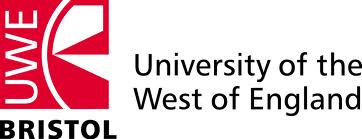 UWE
BRISTOL
University of the
West of England